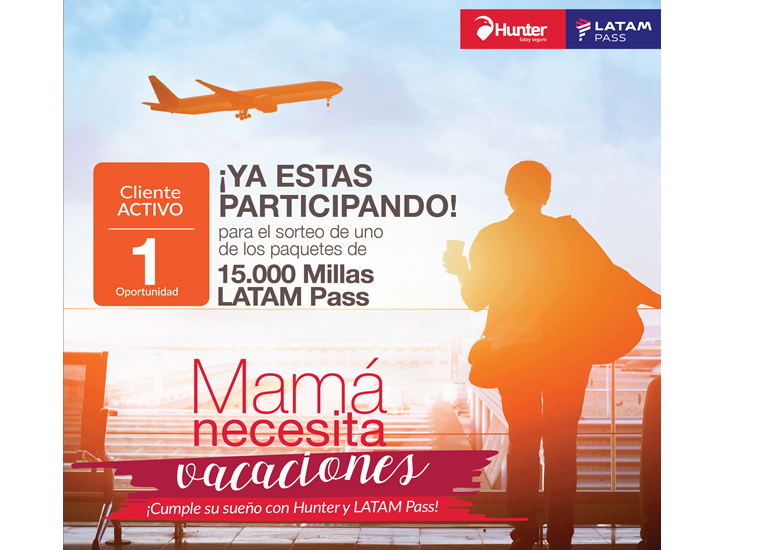 Hunter
Estoy seguro
LATAM
PASS
Cliente
ACTIVO
1
Oportunidad
¡YA ESTAS
PARTICIPANDO!
para el sorteo de uno
de los paquetes de
15.000 Millas
LATAM Pass
Mamá
necesita
vacaciones
¡Cumple su sueño con Hunter y LATAM Pass!